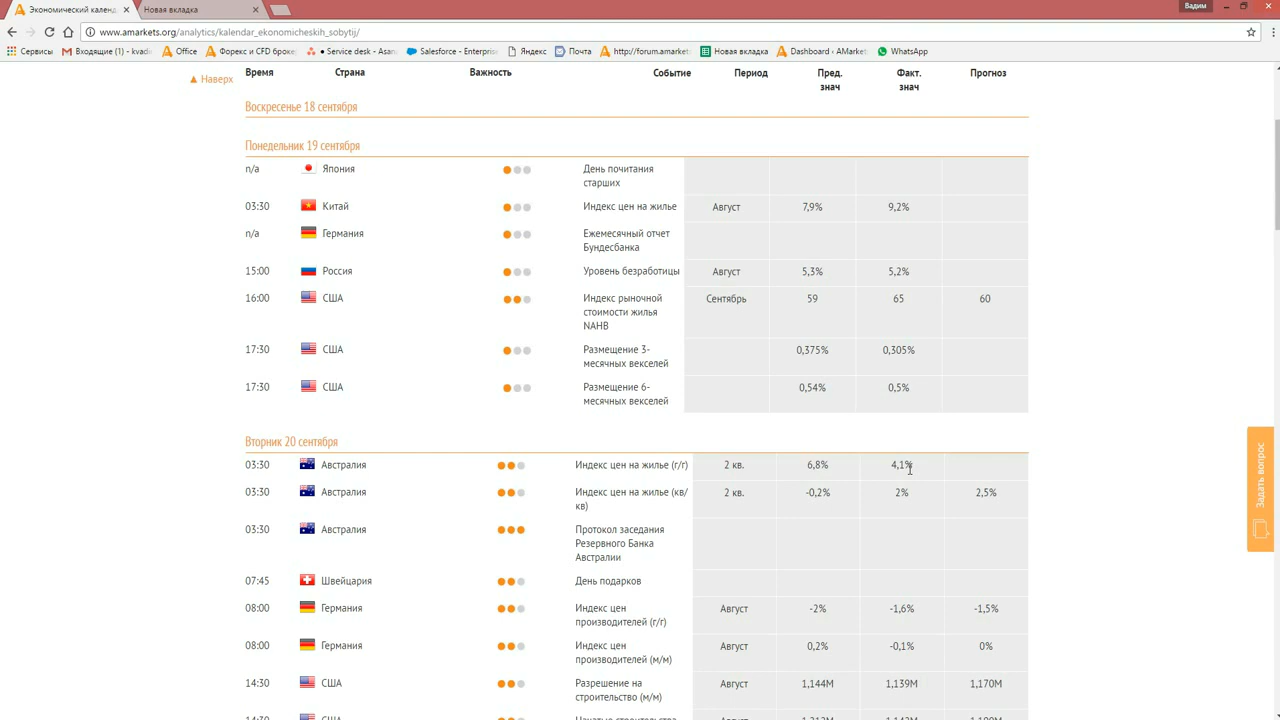 Экономический календ
Новая вкладка
Вадим
www.amarkets.org/analytics/kalendar_ekonomicheskih_sobytij/
Сервисы
Входящие (1) - kvadi
Office
Форекс и CFD броке
• Service desk - Asan
Salesforce - Enterpris
Яндекс
Почта
http://forum.amarket
Новая вкладка
Dashboard ‹ AMarke
WhatsApp
▲ Наверх
Время Страна Важность Событие Период Пред. знач Факт. знач Прогноз
Воскресенье 18 сентября
Понедельник 19 сентября
n/a Япония День почитания
старших
03:30 Китай Индекс цен на жилье Август 7,9% 9,2%
n/a Германия Ежемесячный отчет
Бундесбанка
15:00 Россия Уровень безработицы Август 5,3% 5,2%
16:00 США Индекс рыночной Сентябрь 59 65 60
стоимости жилья
NAHB
17:30 США Размещение 3- 0,375% 0,305%
месячных векселей
17:30 США Размещение 6- 0,54% 0,5%
месячных векселей
Вторник 20 сентября
03:30 Австралия Индекс цен на жилье (г/г) 2 кв. 6,8% 4,1%
03:30 Австралия Индекс цен на жилье (кв/ 2 кв. -0,2% 2% 2,5%
кв)
03:30 Австралия Протокол заседания
Резервного Банка
Австралии
07:45 Швейцария День подарков
08:00 Германия Индекс цен Август -2% -1,6% -1,5%
производителей (г/г)
08:00 Германия Индекс цен Август 0,2% -0,1% 0%
производителей (м/м)
14:30 США Разрешение на Август 1,144M 1,139M 1,170M
строительство (м/м)
Задать вопрос